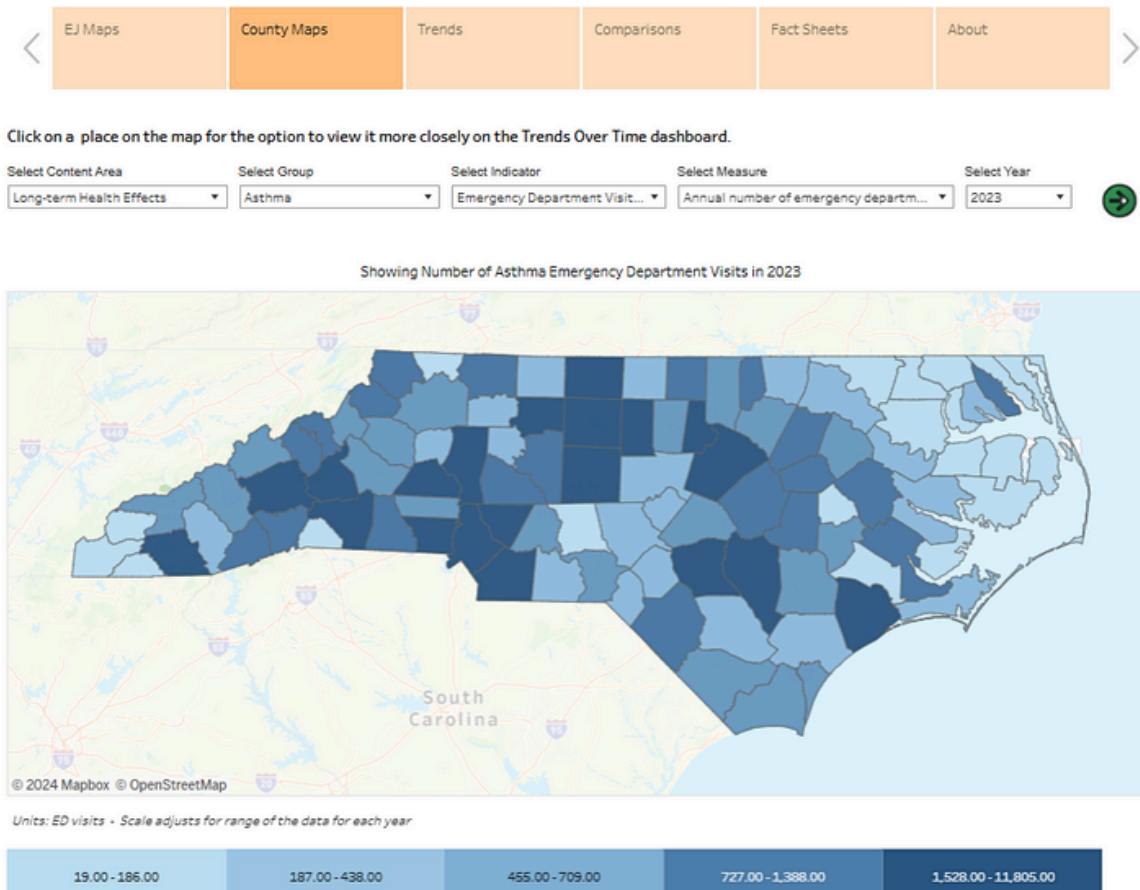 EJ Maps
County Maps
Trends
Comparisons
Fact Sheets
About
Click on a place on the map for the option to view it more closely on the Trends Over Time dashboard.
Select Content Area
Select Group
Select Indicator
Select Measure
Select Year
Long-term Health Effects
Asthma
Emergency Department Visit...
Annual number of emergency departm...
2023
Showing Number of Asthma Emergency Department Visits in 2023
77
81
South
Carolina
© 2024 Mapbox © OpenStreetMap
Units: ED visits - Scale adjusts for range of the data for each year
19.00 - 186.00
187.00 - 438.00
455.00 - 709.00
727.00 - 1,388.00
1,528.00 - 11,805.00